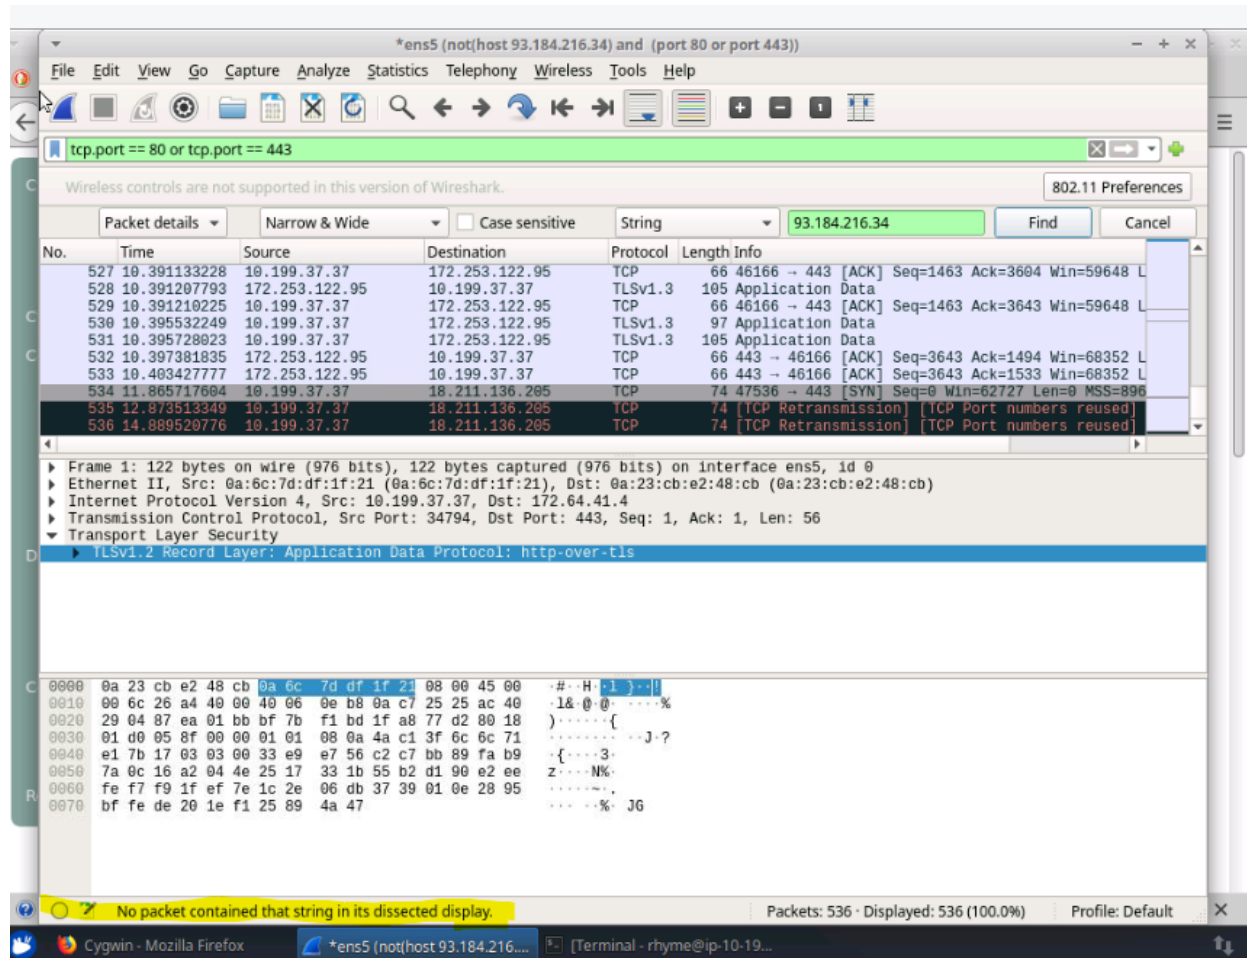 *ens5 (not(host 93.184.216.34) and (port 80 or port 443))
File Edit View Go Capture Analyze Statistics Telephony Wireless Tools Help
tcp.port == 80 or tcp.port == 443
Wireless controls are not supported in this version of Wireshark. 802.11 Preferences
Packet details Narrow & Wide Case sensitive String 93.184.216.34 Find Cancel
No. Time Source Destination Protocol Length Info
527 10.391133228 10.199.37.37 172.253.122.95 TCP 66 46166 → 443 [ACK] Seq=1463 Ack=3604 Win=59648 L
528 10.391207793 172.253.122.95 10.199.37.37 TLSv1.3 105 Application Data
529 10.391210225 10.199.37.37 172.253.122.95 TCP 66 46166 → 443 [ACK] Seq=1463 Ack=3643 Win=59648 L
530 10.395532249 10.199.37.37 172.253.122.95 TLSv1.3 97 Application Data
531 10.395728023 10.199.37.37 172.253.122.95 TLSv1.3 105 Application Data
532 10.397381835 172.253.122.95 10.199.37.37 TCP 66 443 → 46166 [ACK] Seq=3643 Ack=1494 Win=68352 L
533 10.403427777 172.253.122.95 10.199.37.37 TCP 66 443 → 46166 [ACK] Seq=3643 Ack=1533 Win=68352 L
534 11.865717604 10.199.37.37 18.211.136.205 TCP 74 47536 → 443 [SYN] Seq=0 Win=62727 Len=0 MSS=896
535 12.873513349 10.199.37.37 18.211.136.205 TCP 74 [TCP Retransmission] [TCP Port numbers reused]
536 14.889520776 10.199.37.37 18.211.136.205 TCP 74 [TCP Retransmission] [TCP Port numbers reused]
Frame 1: 122 bytes on wire (976 bits), 122 bytes captured (976 bits) on interface ens5, id 0
Ethernet II, Src: 0a:6c:7d:df:1f:21 (0a:6c:7d:df:1f:21), Dst: 0a:23:cb:e2:48:cb (0a:23:cb:e2:48:cb)
Internet Protocol Version 4, Src: 10.199.37.37, Dst: 172.64.41.4
Transmission Control Protocol, Src Port: 34794, Dst Port: 443, Seq: 1, Ack: 1, Len: 56
Transport Layer Security
TLSv1.2 Record Layer: Application Data Protocol: http-over-tls
0000 0a 23 cb e2 48 cb 0a 6c 7d df 1f 21 08 00 45 00 ·#··H··l }··!
0010 00 6c 26 a4 40 00 40 06 0e b8 0a c7 25 25 ac 40 ·l&·@·@· ····%
0020 29 04 87 ea 01 bb bf 7b f1 bd 1f a8 77 d2 80 18 )······{
0030 01 d0 05 8f 00 00 01 01 08 0a 4a c1 3f 6c 6c 71 ········ ··J·?
0040 e1 7b 17 03 03 00 33 e9 e7 56 c2 c7 bb 89 fa b9 ·{····3·
0050 7a 0c 16 a2 04 4e 25 17 33 1b 55 b2 d1 90 e2 ee z····N%·
0060 fe f7 f9 1f ef 7e 1c 2e 06 db 37 39 01 0e 28 95 ·····~·.
0070 bf fe de 20 1e f1 25 89 4a 47 ··· ··%· JG
No packet contained that string in its dissected display. Packets: 536 · Displayed: 536 (100.0%) Profile: Default
Cygwin - Mozilla Firefox *ens5 (not(host 93.184.216.... [Terminal - rhyme@ip-10-19...